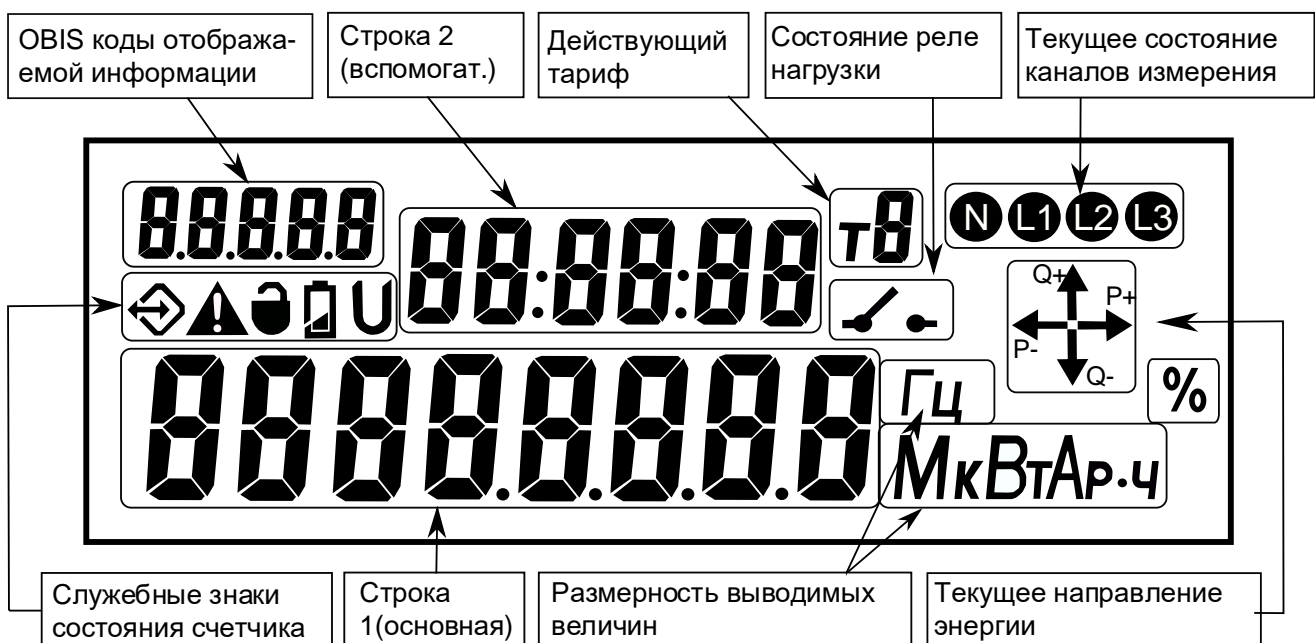 OBIS коды отобража-
емой информации
Строка 2
(вспомогат.)
Действующий
тариф
Состояние реле
нагрузки
Текущее состояние
каналов измерения
8.8.8.8.8
88:88:88
т8
N L1 L2 L3
Q+
P+
P-
Q-
U
8888.8.8.8.8
Гц
%
МкВтАр·ч
Служебные знаки
состояния счетчика
Строка
1(основная)
Размерность выводимых
величин
Текущее направление
энергии